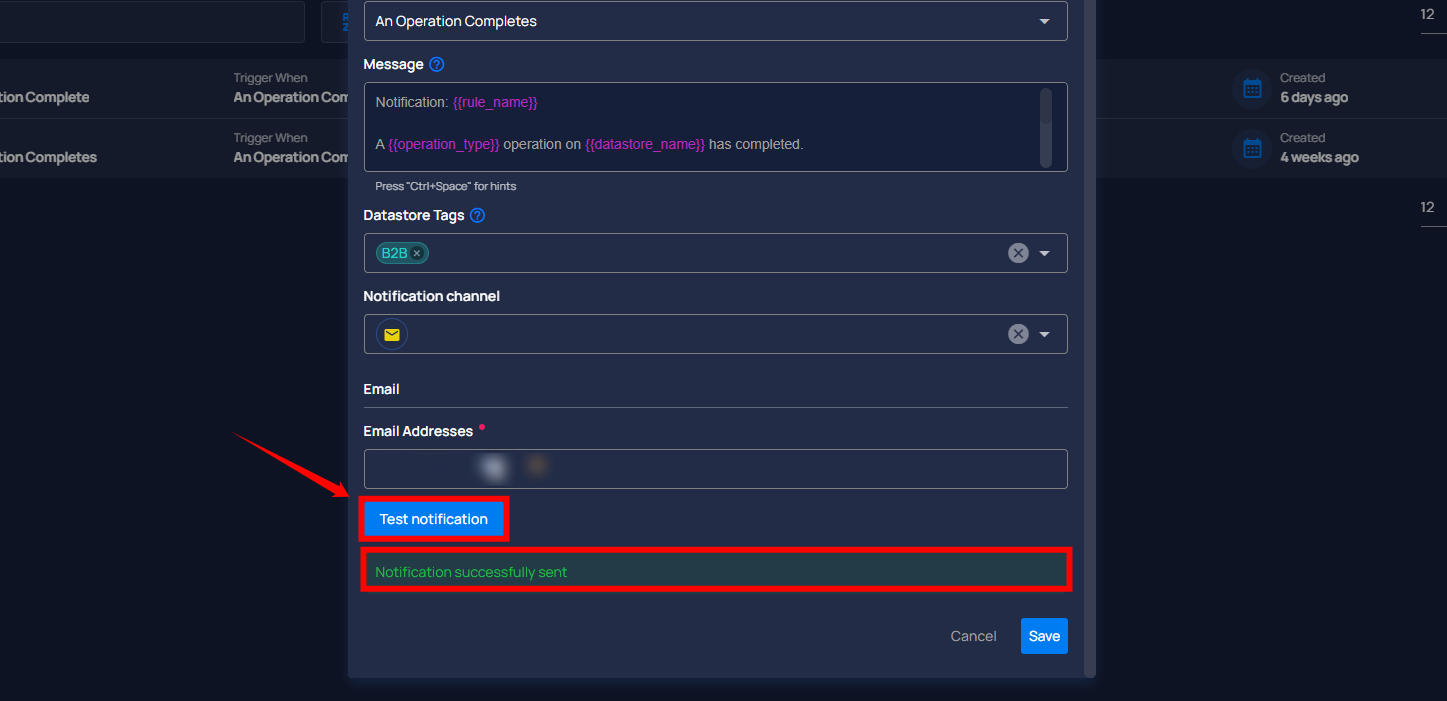 An Operation Completes
12
Message
Trigger When
Created
tion Complete
An Operation Com
6 days ago
Notification: {{rule_name}}
Trigger When
Created
A {{operation_type}} operation on {{datastore_name}} has completed.
tion Completes
An Operation Com
4 weeks ago
Press "Ctrl+Space" for hints
Datastore Tags
12
B2B
Notification channel
Email
Email Addresses
Test notification
Notification successfully sent
Cancel
Save